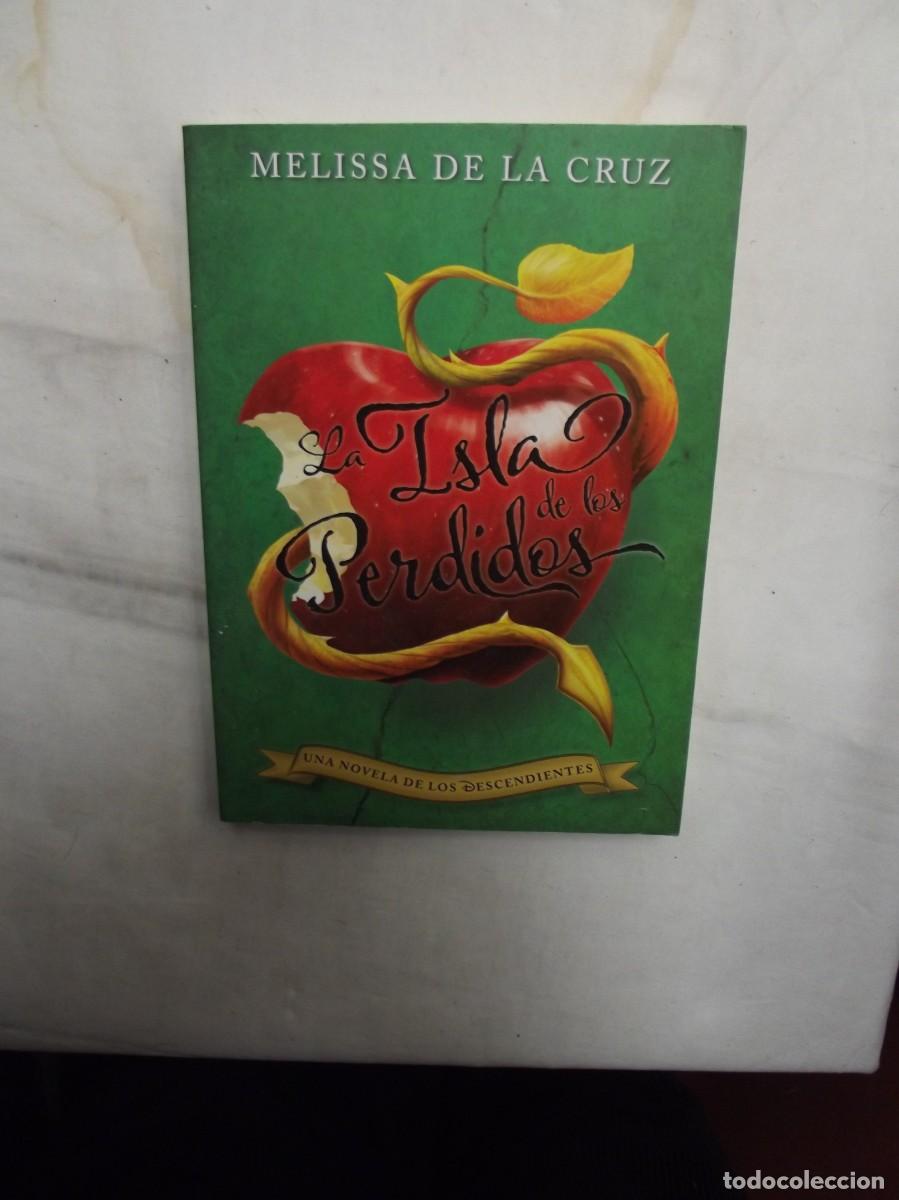 MELISSA DE LA CRUZ
La Isla
de los
Perdidos
UNA NOVELA DE LOS DESCENDIENTES
todocoleccion